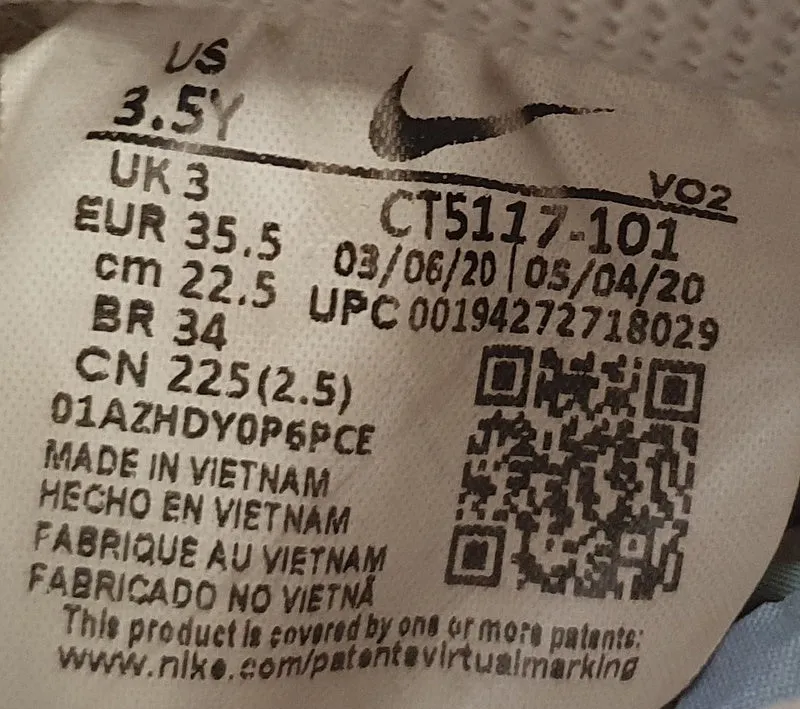 US
3.5Y
UK 3
EUR 35.5
cm 22.5
BR 34
CN 225(2.5)
VO2
CT5117-101
03/06/20 | 05/04/20
UPC 00194272718029
01AZHDY0P6PCE
MADE IN VIETNAM
HECHO EN VIETNAM
FABRIQUE AU VIETNAM
FABRICADO NO VIETNÃ
This product is covered by one or more patents:
www.nike.com/patentsvirtualmarking